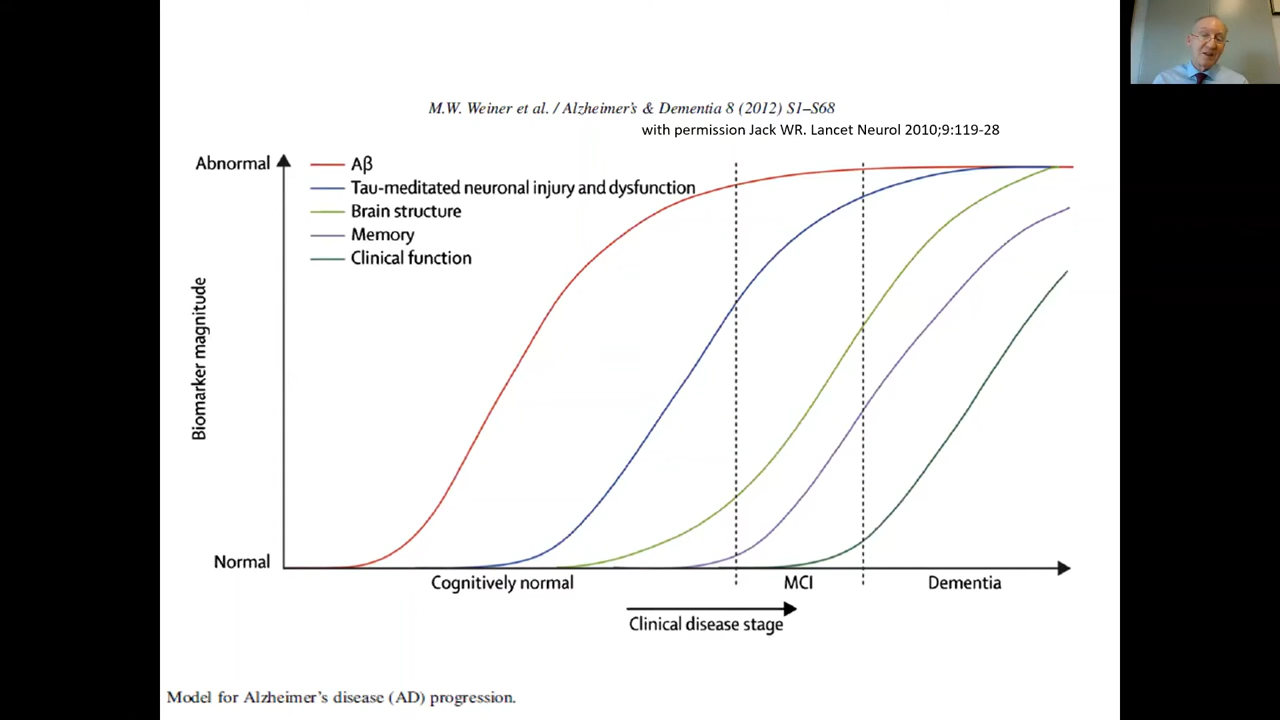 M.W. Weiner et al. / Alzheimer's & Dementia 8 (2012) S1–S68
with permission Jack WR. Lancet Neurol 2010;9:119-28
Abnormal
Aβ
Tau-meditated neuronal injury and dysfunction
Brain structure
Memory
Clinical function
Biomarker magnitude
Normal
Cognitively normal
MCI
Dementia
Clinical disease stage
Model for Alzheimer's disease (AD) progression.